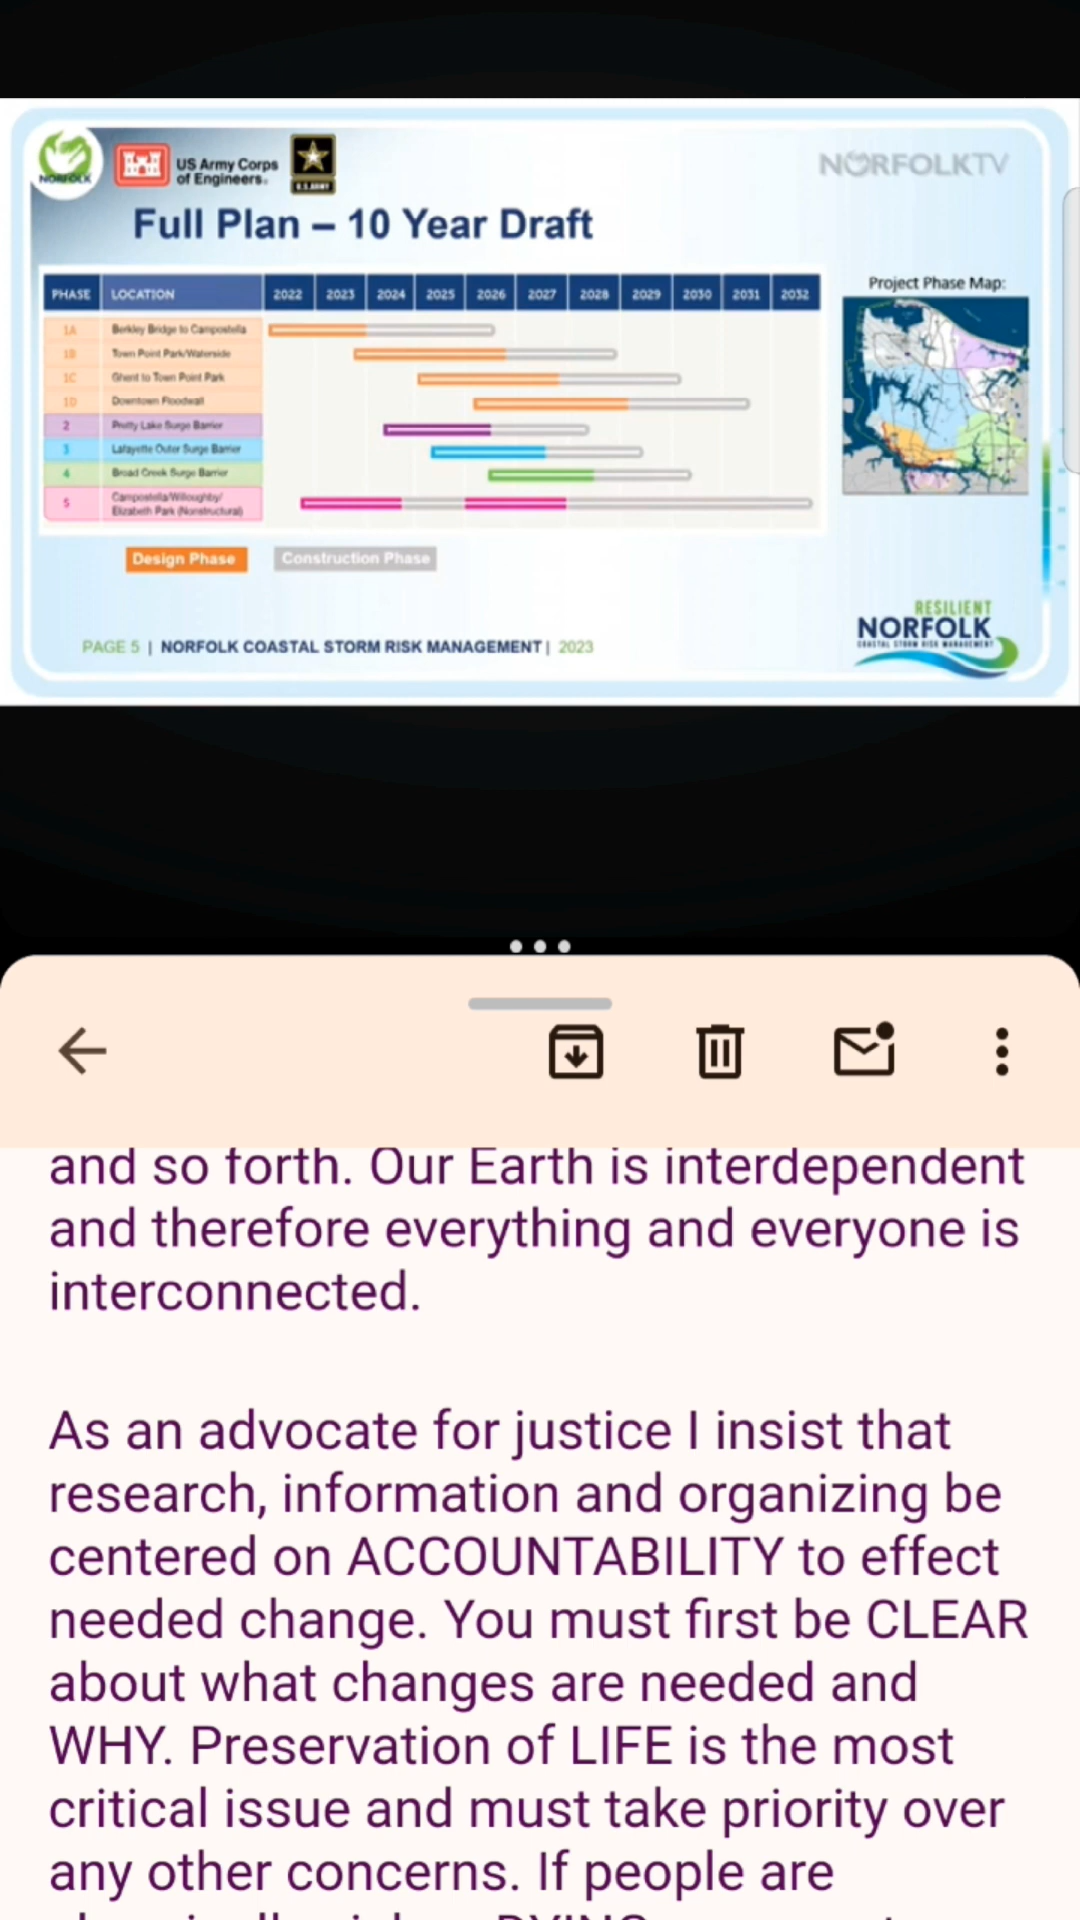 NORFOLK
US Army Corps
of Engineers®
U.S. ARMY
NORFOLKTV
Full Plan – 10 Year Draft
PHASE LOCATION 2022 2023 2024 2025 2026 2027 2028 2029 2030 2031 2032
1A Berkley Bridge to Campostella
1B Town Point Park/Waterside
1C Ghent to Town Point Park
1D Downtown Floodwall
2 Pretty Lake Surge Barrier
3 Lafayette Outer Surge Barrier
4 Broad Creek Surge Barrier
5 Campostella/Willoughby/
Elizabeth Park (Nonstructural)
Project Phase Map:
Design Phase Construction Phase
PAGE 5 | NORFOLK COASTAL STORM RISK MANAGEMENT | 2023
RESILIENT
NORFOLK
COASTAL STORM RISK MANAGEMENT
and so forth. Our Earth is interdependent
and therefore everything and everyone is
interconnected.
As an advocate for justice I insist that
research, information and organizing be
centered on ACCOUNTABILITY to effect
needed change. You must first be CLEAR
about what changes are needed and
WHY. Preservation of LIFE is the most
critical issue and must take priority over
any other concerns. If people are